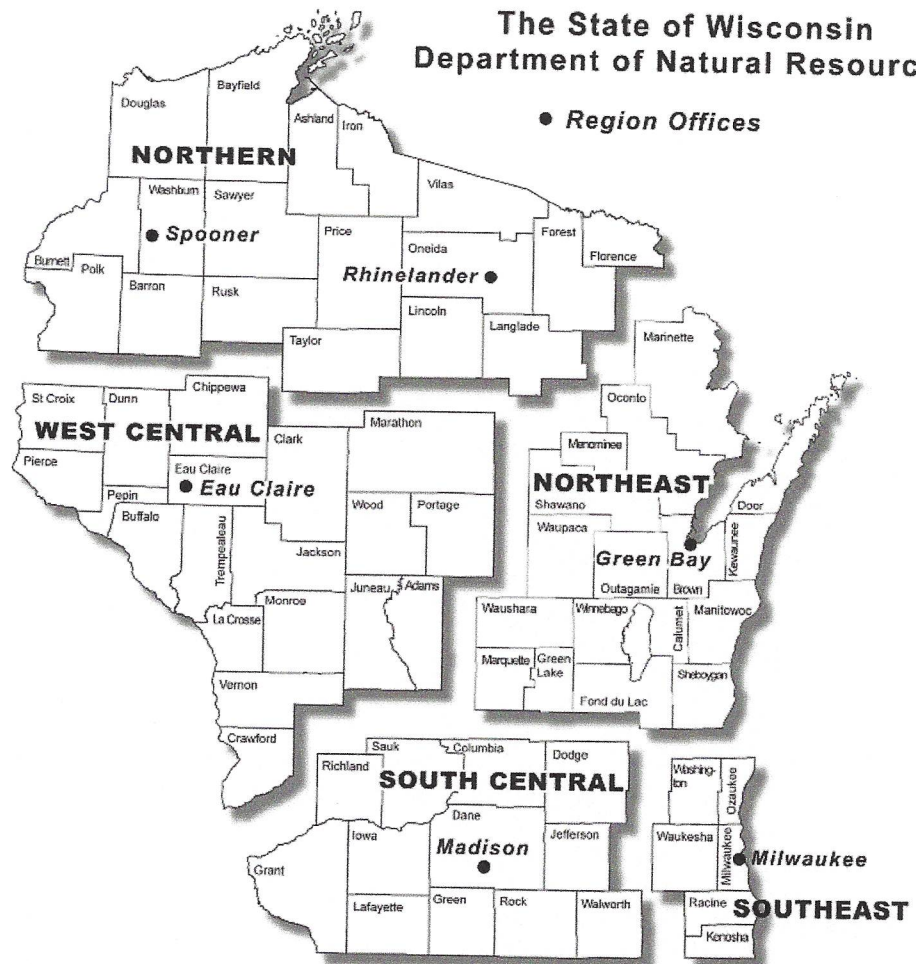 The State of Wisconsin
Department of Natural Resourc
Region Offices
Douglas
Bayfield
Ashland
Iron
NORTHERN
Vilas
Washburn
Sawyer
Spooner
Price
Oneida
Forest
Florence
Burnett
Polk
Barron
Rusk
Rhinelander
Lincoln
Langlade
Taylor
Marinette
St Croix
Dunn
Chippewa
Oconto
WEST CENTRAL
Clark
Marathon
Menominee
Pierce
Eau Claire
Eau Claire
NORTHEAST
Pepin
Buffalo
Trempealeau
Wood
Portage
Shawano
Waupaca
Door
Kewaunee
Jackson
Green Bay
Outagamie
Brown
Juneau
Adams
La Crosse
Monroe
Waushara
Winnebago
Calumet
Manitowoc
Marquette
Green
Lake
Sheboygan
Vernon
Fond du Lac
Crawford
Sauk
Columbia
Dodge
Richland
SOUTH CENTRAL
Washing-
ton
Ozaukee
Dane
Iowa
Jefferson
Waukesha
Milwaukee
Madison
Milwaukee
Grant
Lafayette
Green
Rock
Walworth
Racine
SOUTHEAST
Kenosha